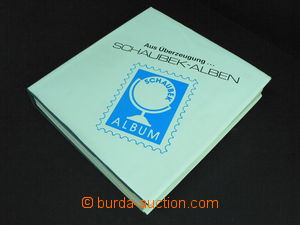 Aus Überzeugung...
SCHAUBEK-ALBEN
SCHAUBEK
ALBUM
© burda-auction.com